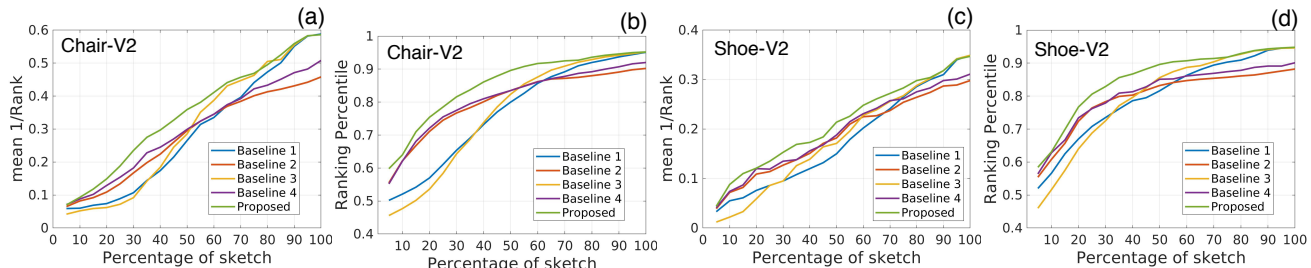 (a)
Chair-V2
mean 1/Rank
0.6
0.5
0.4
0.3
0.2
0.1
0
0 10 20 30 40 50 60 70 80 90 100
Percentage of sketch
Baseline 1
Baseline 2
Baseline 3
Baseline 4
Proposed
(b)
Chair-V2
Ranking Percentile
1
0.9
0.8
0.7
0.6
0.5
0.4
10 20 30 40 50 60 70 80 90 100
Percentage of sketch
Baseline 1
Baseline 2
Baseline 3
Baseline 4
Proposed
(c)
Shoe-V2
mean 1/Rank
0.4
0.3
0.2
0.1
0
0 10 20 30 40 50 60 70 80 90 100
Percentage of sketch
Baseline 1
Baseline 2
Baseline 3
Baseline 4
Proposed
(d)
Shoe-V2
Ranking Percentile
1
0.9
0.8
0.7
0.6
0.5
0.4
10 20 30 40 50 60 70 80 90 100
Percentage of sketch
Baseline 1
Baseline 2
Baseline 3
Baseline 4
Proposed